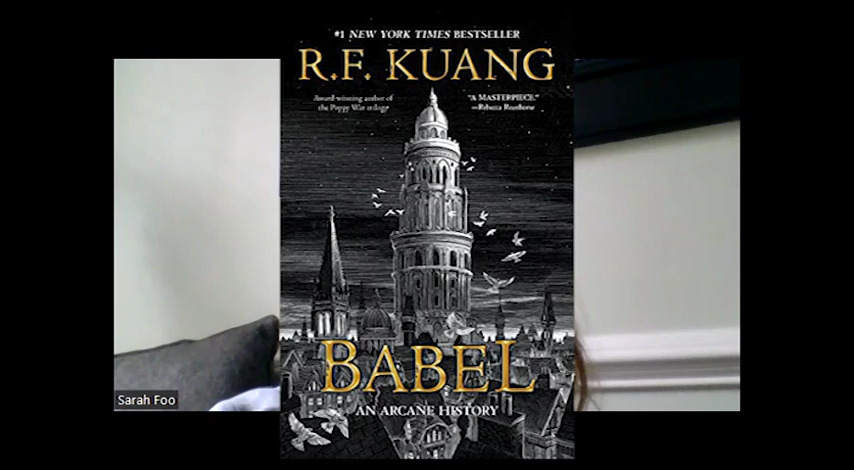 #1 NEW YORK TIMES BESTSELLER
R.F. KUANG
Award-winning author of
the Poppy War trilogy
"A MASTERPIECE."
—Rebecca Roanhorse
BABEL
AN ARCANE HISTORY
Sarah Foo